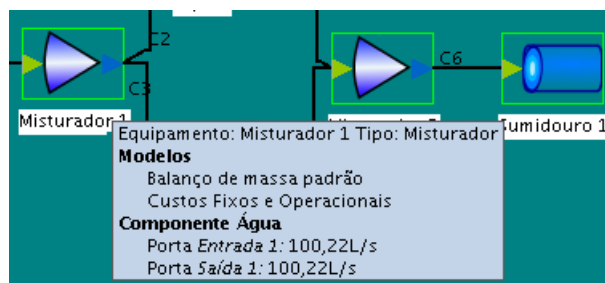 C2
C3
C6
Misturador 1
Sumidouro 1
Equipamento: Misturador 1 Tipo: Misturador
Modelos
Balanço de massa padrão
Custos Fixos e Operacionais
Componente Água
Porta Entrada 1: 100,22L/s
Porta Saída 1: 100,22L/s